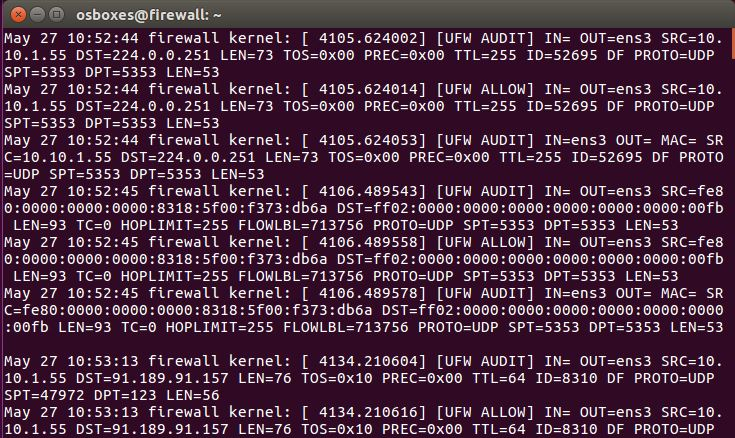 osboxes@firewall: ~
May 27 10:52:44 firewall kernel: [ 4105.624002] [UFW AUDIT] IN= OUT=ens3 SRC=10.
10.1.55 DST=224.0.0.251 LEN=73 TOS=0x00 PREC=0x00 TTL=255 ID=52695 DF PROTO=UDP
SPT=5353 DPT=5353 LEN=53
May 27 10:52:44 firewall kernel: [ 4105.624014] [UFW ALLOW] IN= OUT=ens3 SRC=10.
10.1.55 DST=224.0.0.251 LEN=73 TOS=0x00 PREC=0x00 TTL=255 ID=52695 DF PROTO=UDP
SPT=5353 DPT=5353 LEN=53
May 27 10:52:44 firewall kernel: [ 4105.624053] [UFW AUDIT] IN=ens3 OUT= MAC= SR
C=10.10.1.55 DST=224.0.0.251 LEN=73 TOS=0x00 PREC=0x00 TTL=255 ID=52695 DF PROTO
=UDP SPT=5353 DPT=5353 LEN=53
May 27 10:52:45 firewall kernel: [ 4106.489543] [UFW AUDIT] IN= OUT=ens3 SRC=fe8
0:0000:0000:0000:8318:5f00:f373:db6a DST=ff02:0000:0000:0000:0000:0000:0000:00fb
LEN=93 TC=0 HOPLIMIT=255 FLOWLBL=713756 PROTO=UDP SPT=5353 DPT=5353 LEN=53
May 27 10:52:45 firewall kernel: [ 4106.489558] [UFW ALLOW] IN= OUT=ens3 SRC=fe8
0:0000:0000:0000:8318:5f00:f373:db6a DST=ff02:0000:0000:0000:0000:0000:0000:00fb
LEN=93 TC=0 HOPLIMIT=255 FLOWLBL=713756 PROTO=UDP SPT=5353 DPT=5353 LEN=53
May 27 10:52:45 firewall kernel: [ 4106.489578] [UFW AUDIT] IN=ens3 OUT= MAC= SR
C=fe80:0000:0000:0000:8318:5f00:f373:db6a DST=ff02:0000:0000:0000:0000:0000:0000
:00fb LEN=93 TC=0 HOPLIMIT=255 FLOWLBL=713756 PROTO=UDP SPT=5353 DPT=5353 LEN=53
May 27 10:53:13 firewall kernel: [ 4134.210604] [UFW AUDIT] IN= OUT=ens3 SRC=10.
10.1.55 DST=91.189.91.157 LEN=76 TOS=0x10 PREC=0x00 TTL=64 ID=8310 DF PROTO=UDP
SPT=47972 DPT=123 LEN=56
May 27 10:53:13 firewall kernel: [ 4134.210616] [UFW ALLOW] IN= OUT=ens3 SRC=10.
10.1.55 DST=91.189.91.157 LEN=76 TOS=0x10 PREC=0x00 TTL=64 ID=8310 DF PROTO=UDP